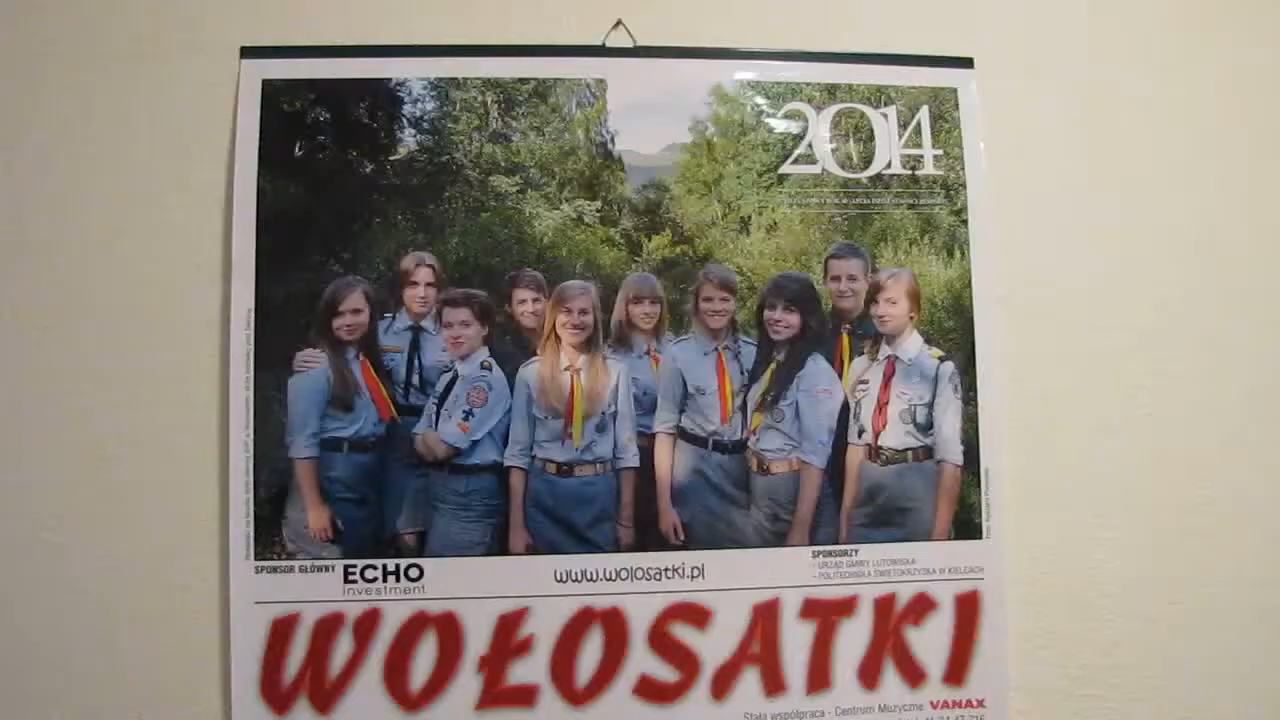 2014
SPONSOR GŁÓWNY ECHO
investment
www.wolosatki.pl
SPONSORZY
- URZĄD GMINY LUTOWISKA
- POLITECHNIKA ŚWIĘTOKRZYSKA W KIELCACH
WOŁOSATKI
Stała współpraca - Centrum Muzyczne VANAX